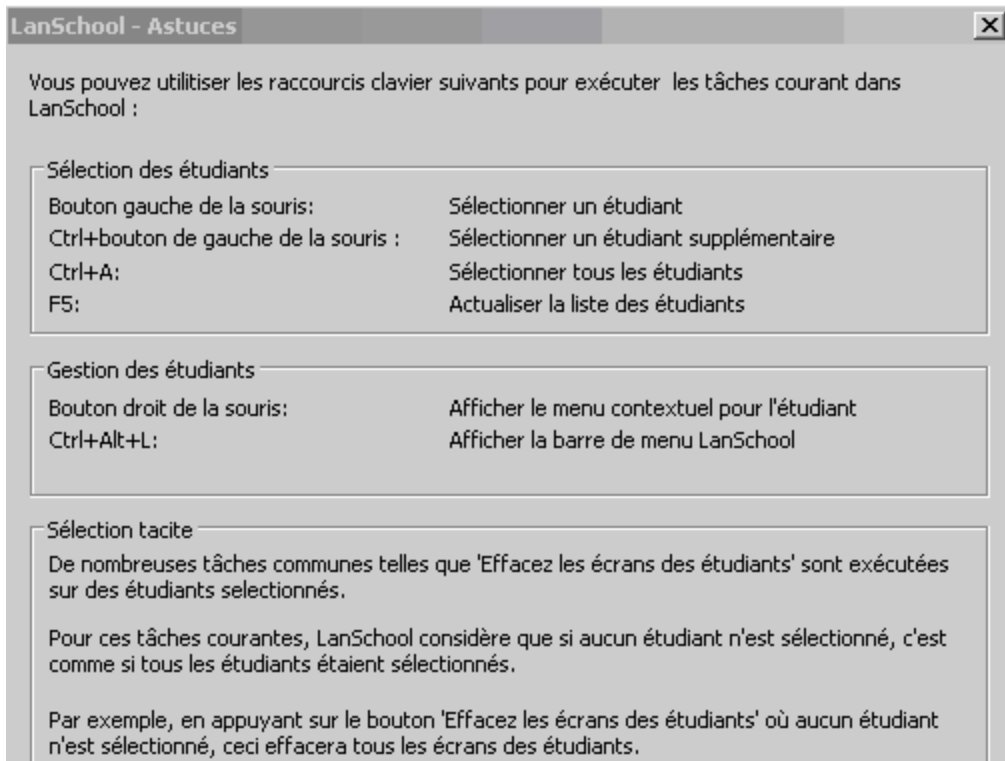 LanSchool - Astuces
Vous pouvez utilitiser les raccourcis clavier suivants pour exécuter les tâches courant dans
LanSchool :
Sélection des étudiants
Bouton gauche de la souris: Sélectionner un étudiant
Ctrl+bouton de gauche de la souris : Sélectionner un étudiant supplémentaire
Ctrl+A: Sélectionner tous les étudiants
F5: Actualiser la liste des étudiants
Gestion des étudiants
Bouton droit de la souris: Afficher le menu contextuel pour l'étudiant
Ctrl+Alt+L: Afficher la barre de menu LanSchool
Sélection tacite
De nombreuses tâches communes telles que 'Effacez les écrans des étudiants' sont exécutées
sur des étudiants selectionnés.
Pour ces tâches courantes, LanSchool considère que si aucun étudiant n'est sélectionné, c'est
comme si tous les étudiants étaient sélectionnés.
Par exemple, en appuyant sur le bouton 'Effacez les écrans des étudiants' où aucun étudiant
n'est sélectionné, ceci effacera tous les écrans des étudiants.